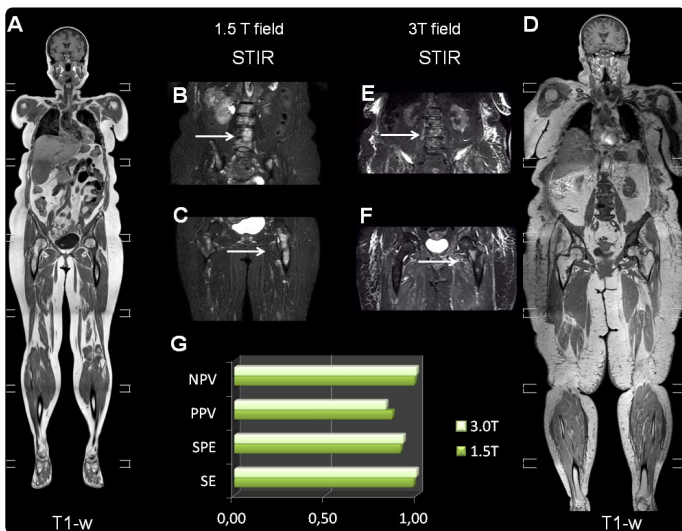 A
1.5 T field
3T field
D
STIR
STIR
B
E
C
F
G
NPV
PPV
SPE
SE
3.0T
1.5T
0,00
0,50
1,00
T1-w
T1-w